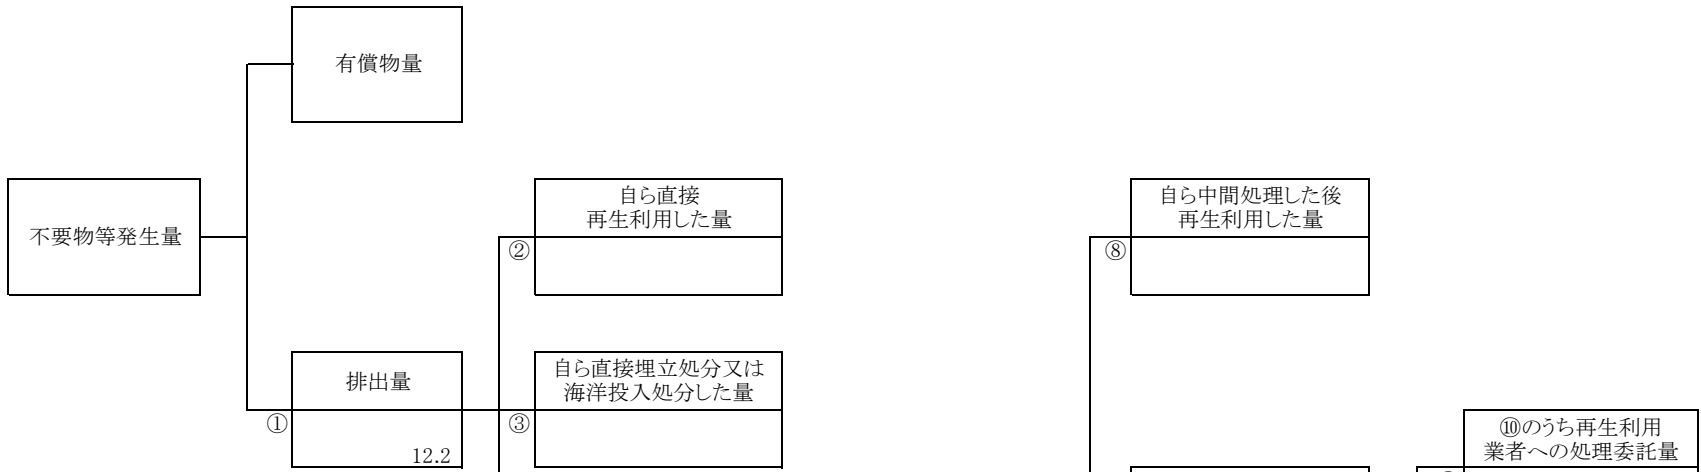 有償物量
不要物等発生量
自ら直接
再生利用した量
②
自ら中間処理した後
再生利用した量
⑧
排出量
①
12.2
自ら直接埋立処分又は
海洋投入処分した量
③
⑩のうち再生利用
業者への処理委託量